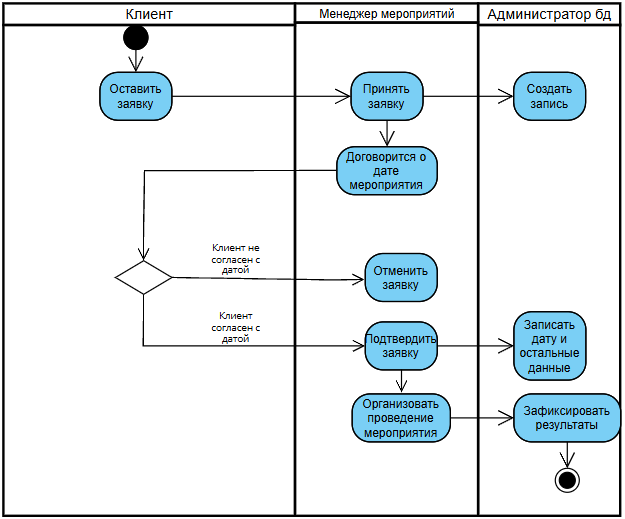 Клиент
Менеджер мероприятий
Администратор бд
Оставить
заявку
Принять
заявку
Создать
запись
Договорится о
дате
мероприятия
Клиент не
согласен с
датой
Отменить
заявку
Клиент
согласен с
датой
Подтвердить
заявку
Записать
дату и
остальные
данные
Организовать
проведение
мероприятия
Зафиксировать
результаты